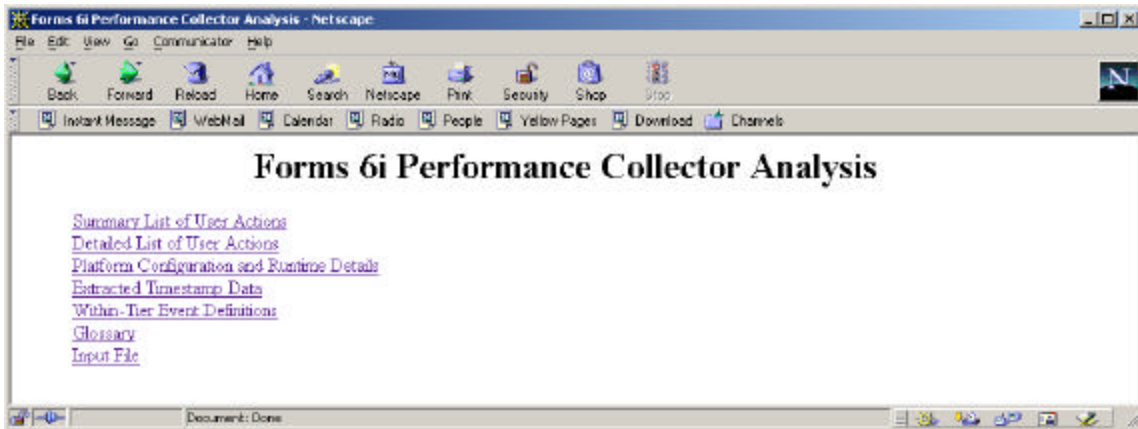 Forms 6i Performance Collector Analysis - Netscape
File Edit View Go Communicator Help
Back Forward Reload Home Search Netscape Print Security Shop Stop
N
Instant Message WebMail Calendar Radio People Yellow Pages Download Channels
Forms 6i Performance Collector Analysis
Summary List of User Actions
Detailed List of User Actions
Platform Configuration and Runtime Details
Extracted Timestamp Data
Within-Tier Event Definitions
Glossary
Input File
Document: Done